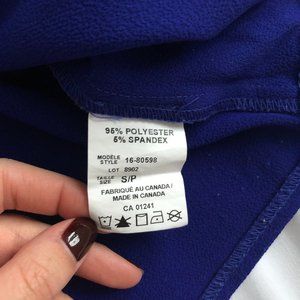 95% POLYESTER
5% SPANDEX
MODÈLE
STYLE 16-80598
LOT 8902
TAILLE
SIZE S/P
FABRIQUÉ AU CANADA/
MADE IN CANADA
CA 01241